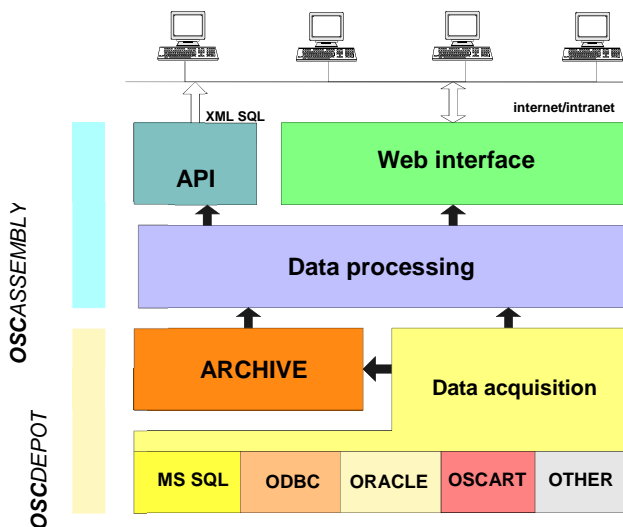 XML SQL
internet/intranet
API
Web interface
OSCASSEMBLY
Data processing
ARCHIVE
Data acquisition
OSCDEPOT
MS SQL
ODBC
ORACLE
OSCART
OTHER